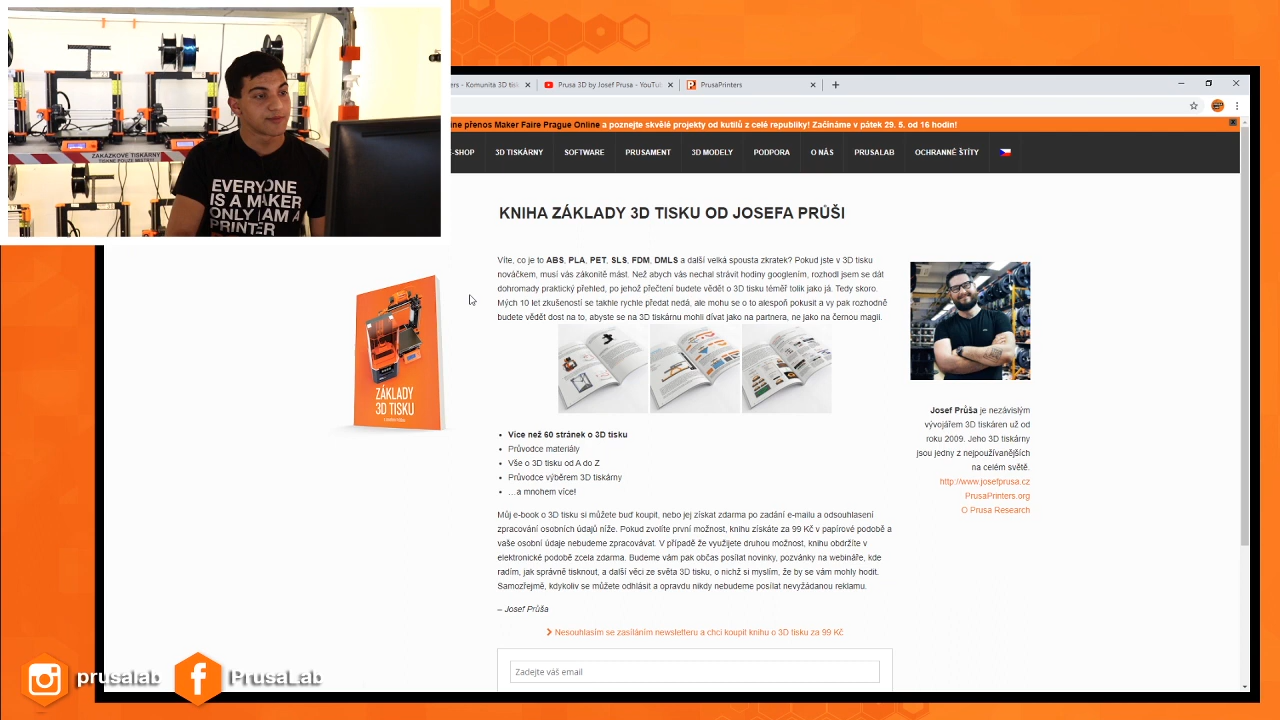 ZAKÁZKOVÉ TISKÁRNY
EVERYONE
IS A MAKER
ONLY I AM A
PRINTER
ers - Komunita 3D tis
Prusa 3D by Josef Prusa - YouTu
PrusaPrinters
ine přenos Maker Faire Prague Online a poznejte skvělé projekty od kutilů z celé republiky! Začínáme v pátek 29. 5. od 16 hodin!
-SHOP
3D TISKÁRNY
SOFTWARE
PRUSAMENT
3D MODELY
PODPORA
O NÁS
PRUSALAB
OCHRANNÉ ŠTÍTY
KNIHA ZÁKLADY 3D TISKU OD JOSEFA PRŮŠI
ZÁKLADY
3D TISKU
Víte, co je to ABS, PLA, PET, SLS, FDM, DMLS a další velká spousta zkratek? Pokud jste v 3D tisku
nováčkem, musí vás zákonitě mást. Než abych vás nechal strávit hodiny googlením, rozhodl jsem se dát
dohromady praktický přehled, po jehož přečtení budete vědět o 3D tisku téměř tolik jako já. Tedy skoro.
Mých 10 let zkušeností se takhle rychle předat nedá, ale mohu se o to alespoň pokusit a vy pak rozhodně
budete vědět dost na to, abyste se na 3D tiskárnu mohli dívat jako na partnera, ne jako na černou magii.
Více než 60 stránek o 3D tisku
Průvodce materiály
Vše o 3D tisku od A do Z
Průvodce výběrem 3D tiskárny
…a mnohem více!
Můj e-book o 3D tisku si můžete buď koupit, nebo jej získat zdarma po zadání e-mailu a odsouhlasení
zpracování osobních údajů níže. Pokud zvolíte první možnost, knihu získáte za 99 Kč v papírové podobě a
vaše osobní údaje nebudeme zpracovávat. V případě že využijete druhou možnost, knihu obdržíte v
elektronické podobě zcela zdarma. Budeme vám pak občas posílat novinky, pozvánky na webináře, kde
radím, jak správně tisknout, a další věci ze světa 3D tisku, o nichž si myslím, že by se vám mohly hodit.
Samozřejmě, kdykoliv se můžete odhlásit a opravdu nikdy nebudeme posílat nevyžádanou reklamu.
– Josef Průša
Nesouhlasím se zasíláním newsletteru a chci koupit knihu o 3D tisku za 99 Kč
Zadejte váš email
Josef Průša je nezávislým
vývojářem 3D tiskáren už od
roku 2009. Jeho 3D tiskárny
jsou jedny z nejpoužívanějších
na celém světě.
http://www.josefprusa.cz
PrusaPrinters.org
O Prusa Research
prusalab
PrusaLab